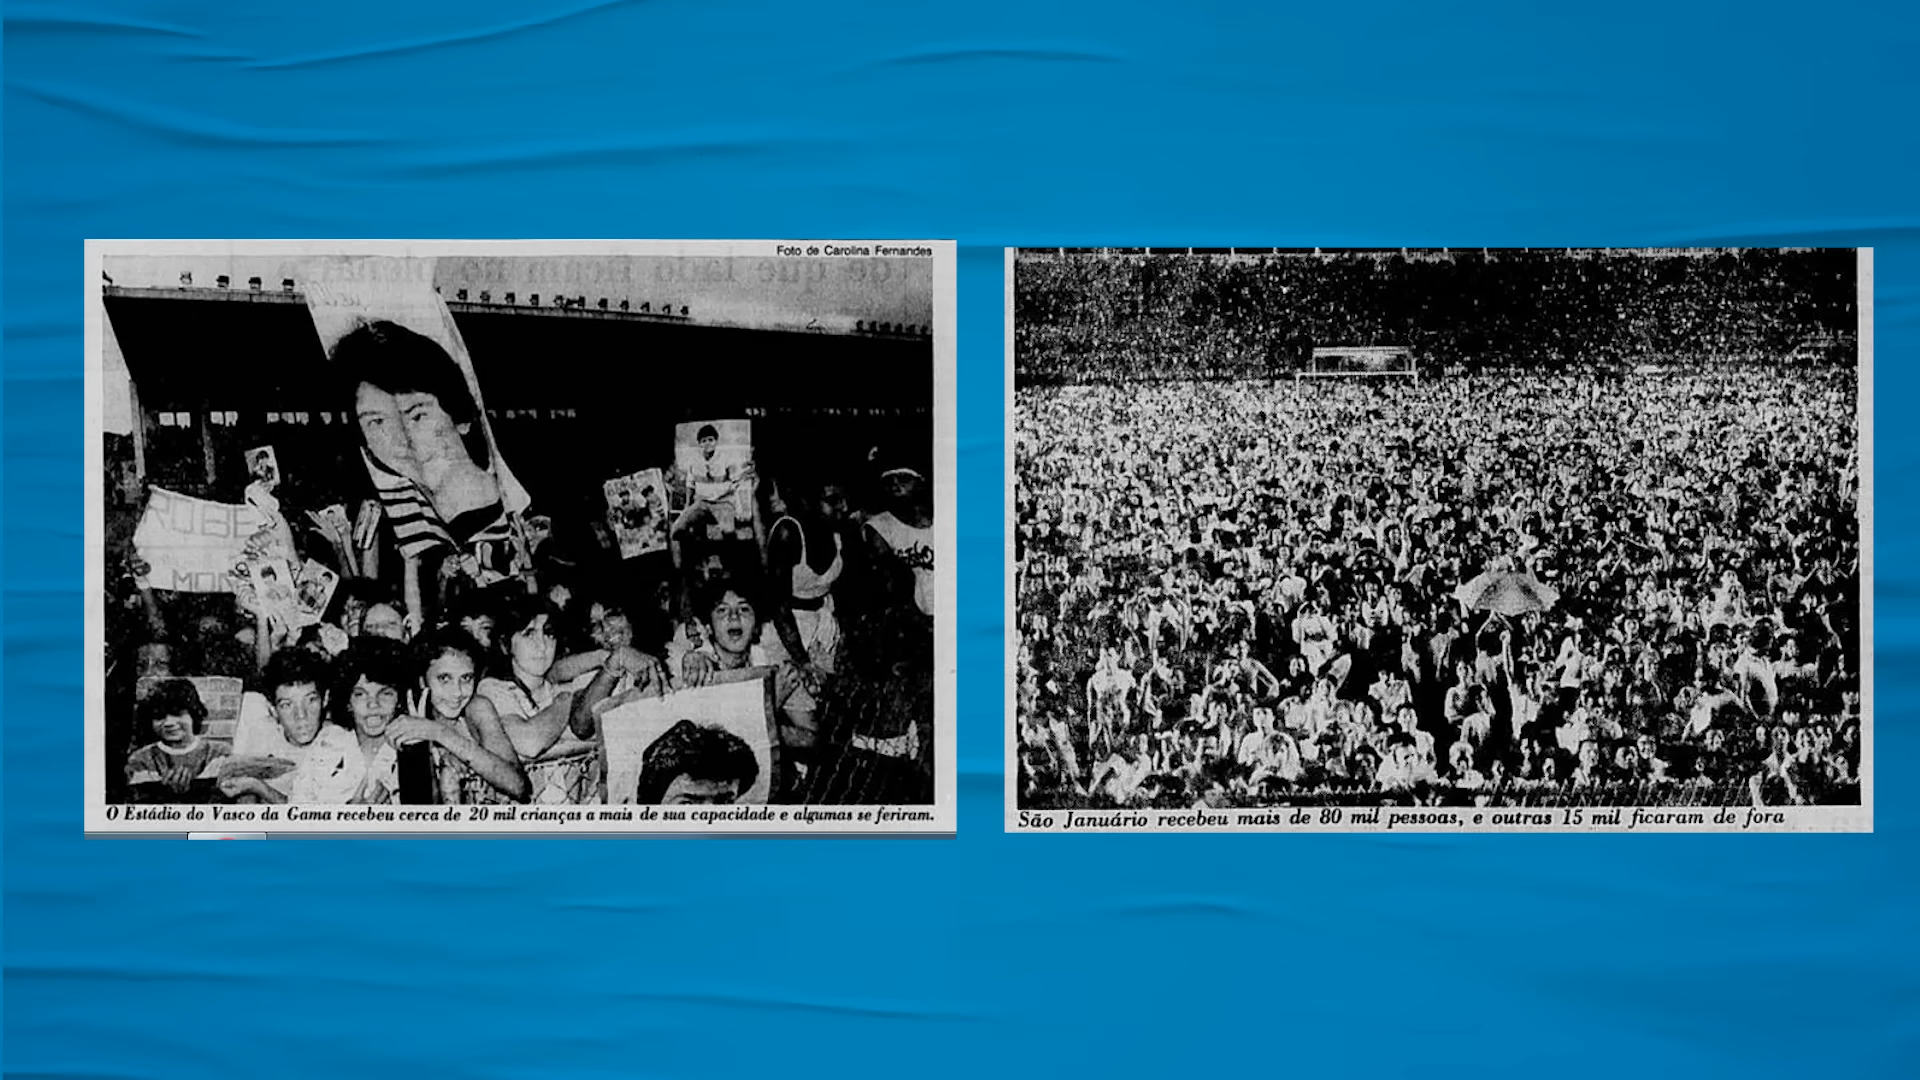 Foto de Carolina Fernandes
ROBE
O Estádio do Vasco da Gama recebeu cerca de 20 mil crianças a mais de sua capacidade e algumas se feriram.
São Januário recebeu mais de 80 mil pessoas, e outras 15 mil ficaram de fora